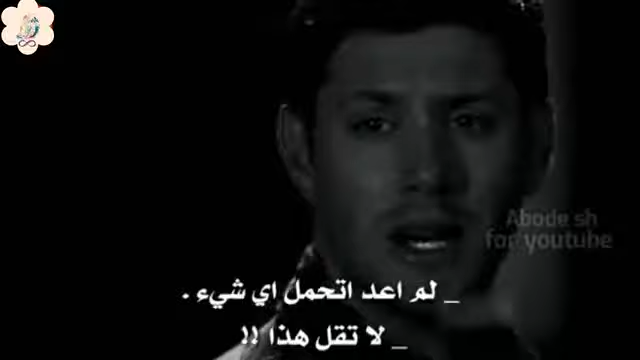 Abode sh
for youtube
_ لم اعد اتحمل اي شيء .
_ لا تقل هذا !!